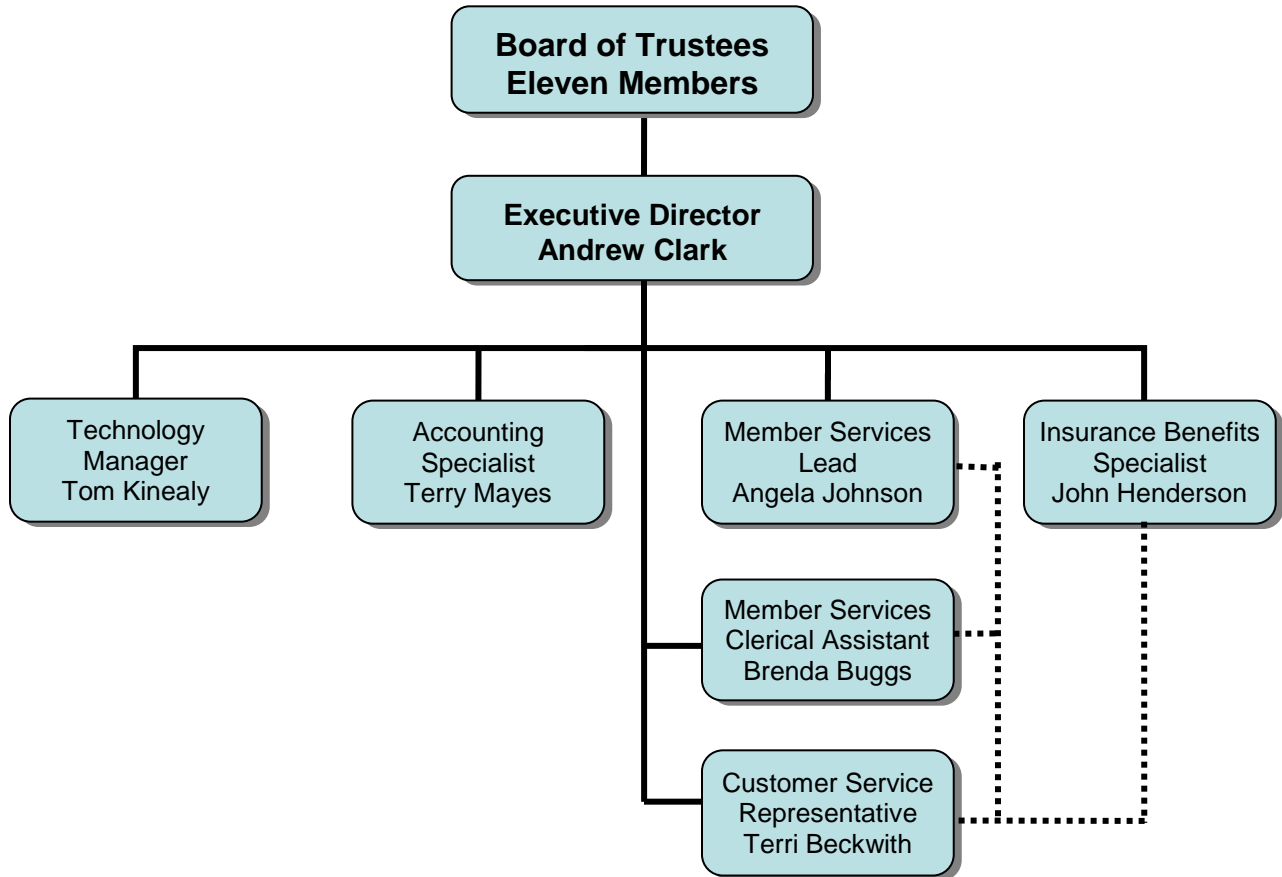 Board of Trustees
Eleven Members
Executive Director
Andrew Clark
Technology
Manager
Tom Kinealy
Accounting
Specialist
Terry Mayes
Member Services
Lead
Angela Johnson
Insurance Benefits
Specialist
John Henderson
Member Services
Clerical Assistant
Brenda Buggs
Customer Service
Representative
Terri Beckwith